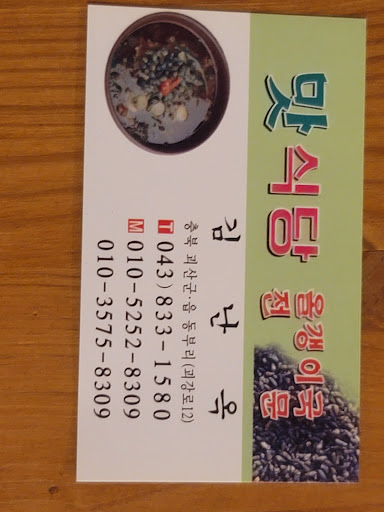 맛식당
올갱이국
전문
김난옥
충북 괴산군·읍 동부리(괴강로12)
T 043)833-1580
M 010-5252-8309
010-3575-8309